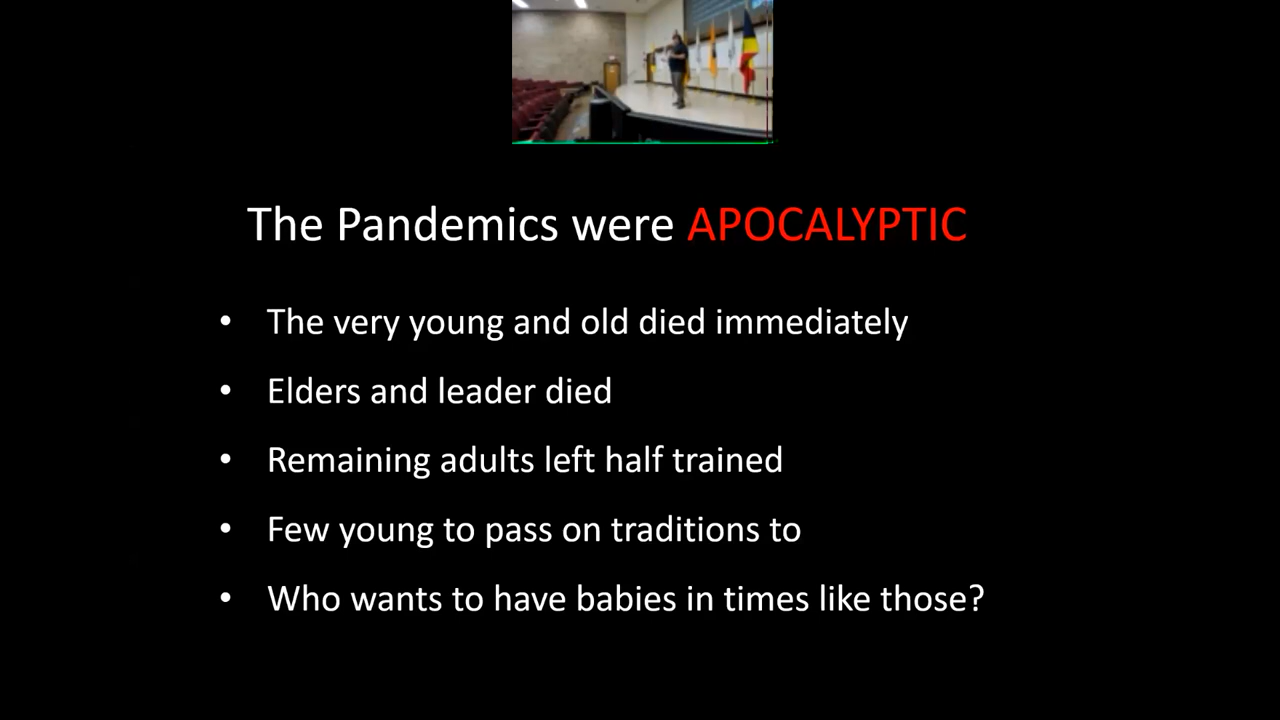 The Pandemics were APOCALYPTIC
• The very young and old died immediately
• Elders and leader died
• Remaining adults left half trained
• Few young to pass on traditions to
• Who wants to have babies in times like those?